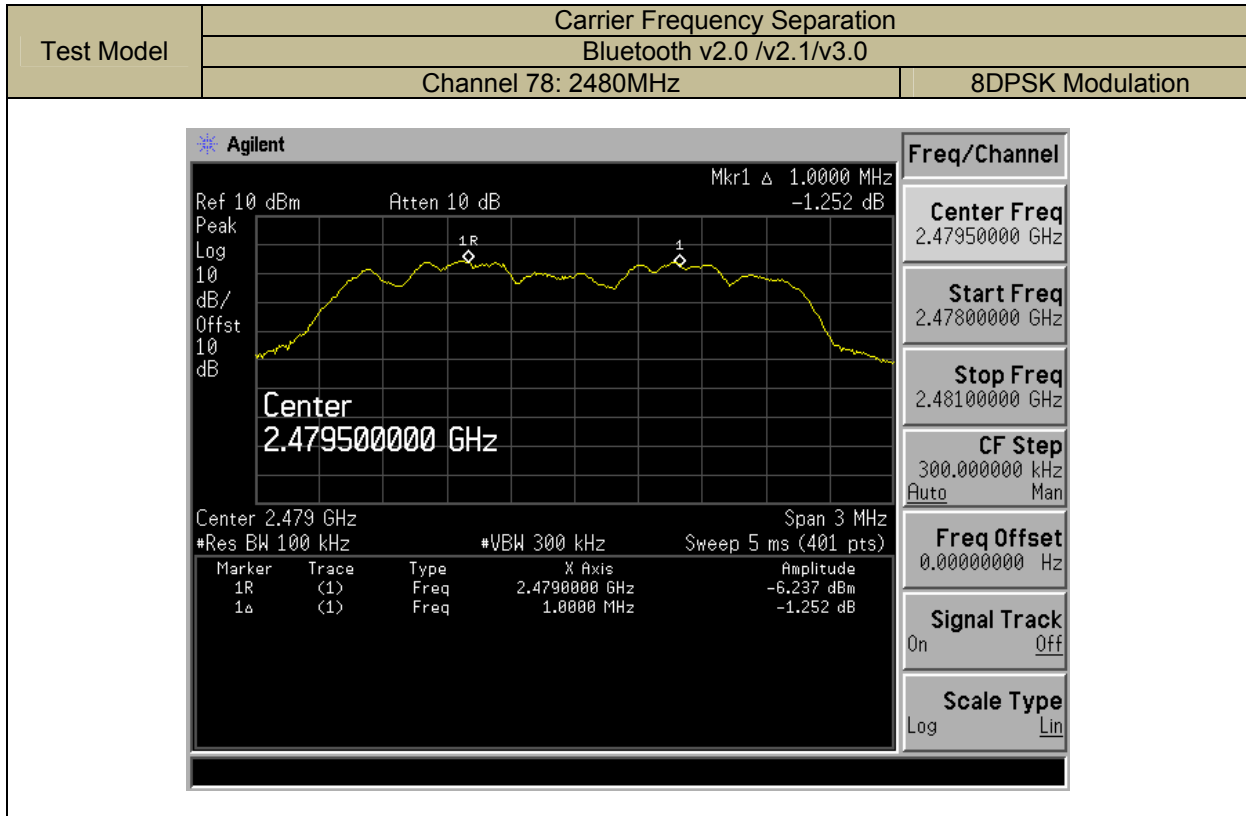 Test Model
Carrier Frequency Separation
Bluetooth v2.0 /v2.1/v3.0
Channel 78: 2480MHz
8DPSK Modulation
Agilent
Mkr1 Δ 1.0000 MHz
Ref 10 dBm Atten 10 dB -1.252 dB
Peak
Log
10
dB/
Offst
10
dB
1R
1
Center
2.479500000 GHz
Center 2.479 GHz Span 3 MHz
#Res BW 100 kHz #VBW 300 kHz Sweep 5 ms (401 pts)
Marker Trace Type X Axis Amplitude
1R (1) Freq 2.4790000 GHz -6.237 dBm
1Δ (1) Freq 1.0000 MHz -1.252 dB
Freq/Channel
Center Freq
2.47950000 GHz
Start Freq
2.47800000 GHz
Stop Freq
2.48100000 GHz
CF Step
300.000000 kHz
Auto Man
Freq Offset
0.00000000 Hz
Signal Track
On Off
Scale Type
Log Lin